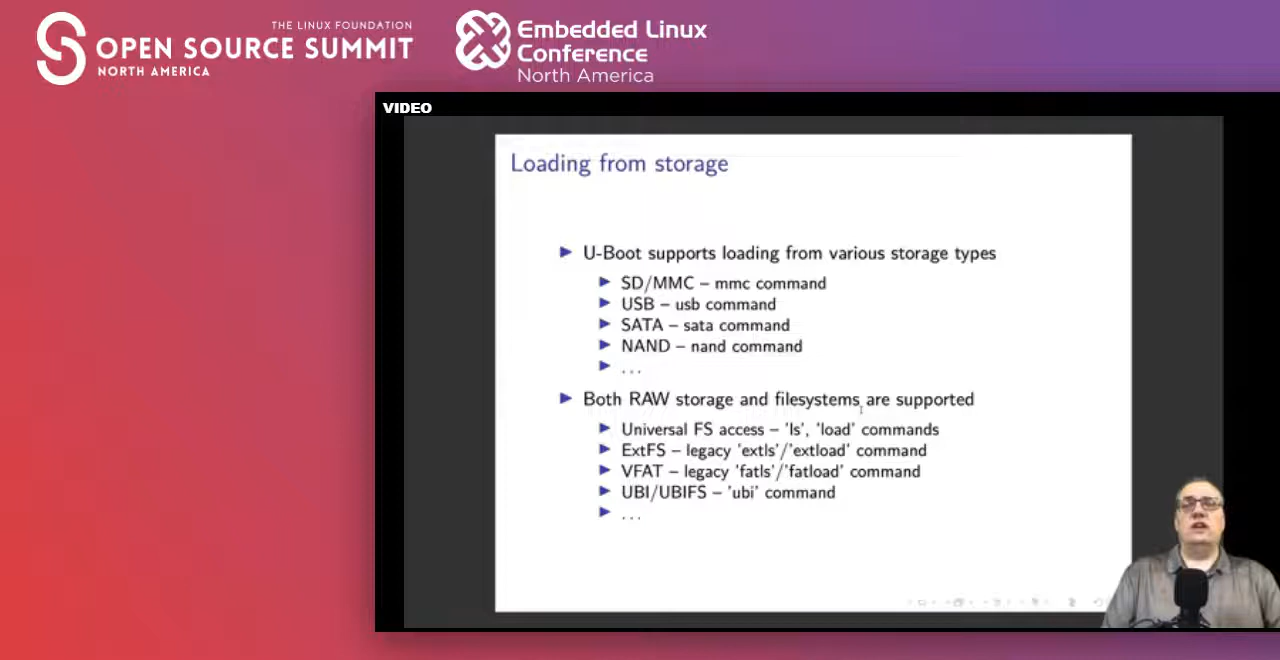 THE LINUX FOUNDATION
OPEN SOURCE SUMMIT
NORTH AMERICA
Embedded Linux
Conference
North America
VIDEO
Loading from storage
U-Boot supports loading from various storage types
SD/MMC – mmc command
USB – usb command
SATA – sata command
NAND – nand command
...
Both RAW storage and filesystems are supported
Universal FS access – 'ls', 'load' commands
ExtFS – legacy 'extls'/'extload' command
VFAT – legacy 'fatls'/'fatload' command
UBI/UBIFS – 'ubi' command
...